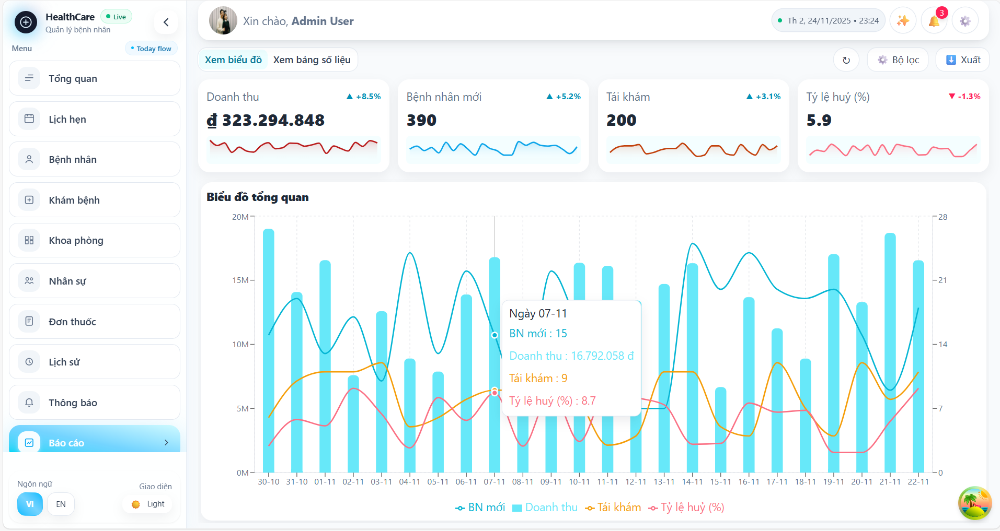 HealthCare
Live
Quản lý bệnh nhân
Menu
Today flow
Tổng quan
Lịch hẹn
Bệnh nhân
Khám bệnh
Khoa phòng
Nhân sự
Đơn thuốc
Lịch sử
Thông báo
Báo cáo
Ngôn ngữ
Giao diện
VI
EN
Light
Xin chào, Admin User
Th 2, 24/11/2025 • 23:24
3
Xem biểu đồ
Xem bảng số liệu
Bộ lọc
Xuất
Doanh thu
▲ +8.5%
₫ 323.294.848
Bệnh nhân mới
▲ +5.2%
390
Tái khám
▲ +3.1%
200
Tỷ lệ huỷ (%)
▼ -1.3%
5.9
Biểu đồ tổng quan
20M
15M
10M
5M
0M
28
21
14
7
0
Ngày 07-11
BN mới : 15
Doanh thu : 16.792.058 đ
Tái khám : 9
Tỷ lệ huỷ (%) : 8.7
30-10 31-10 01-11 02-11 03-11 04-11 05-11 06-11 07-11 08-11 09-11 10-11 11-11 12-11 13-11 14-11 15-11 16-11 17-11 18-11 19-11 20-11 21-11 22-11
BN mới Doanh thu Tái khám Tỷ lệ huỷ (%)